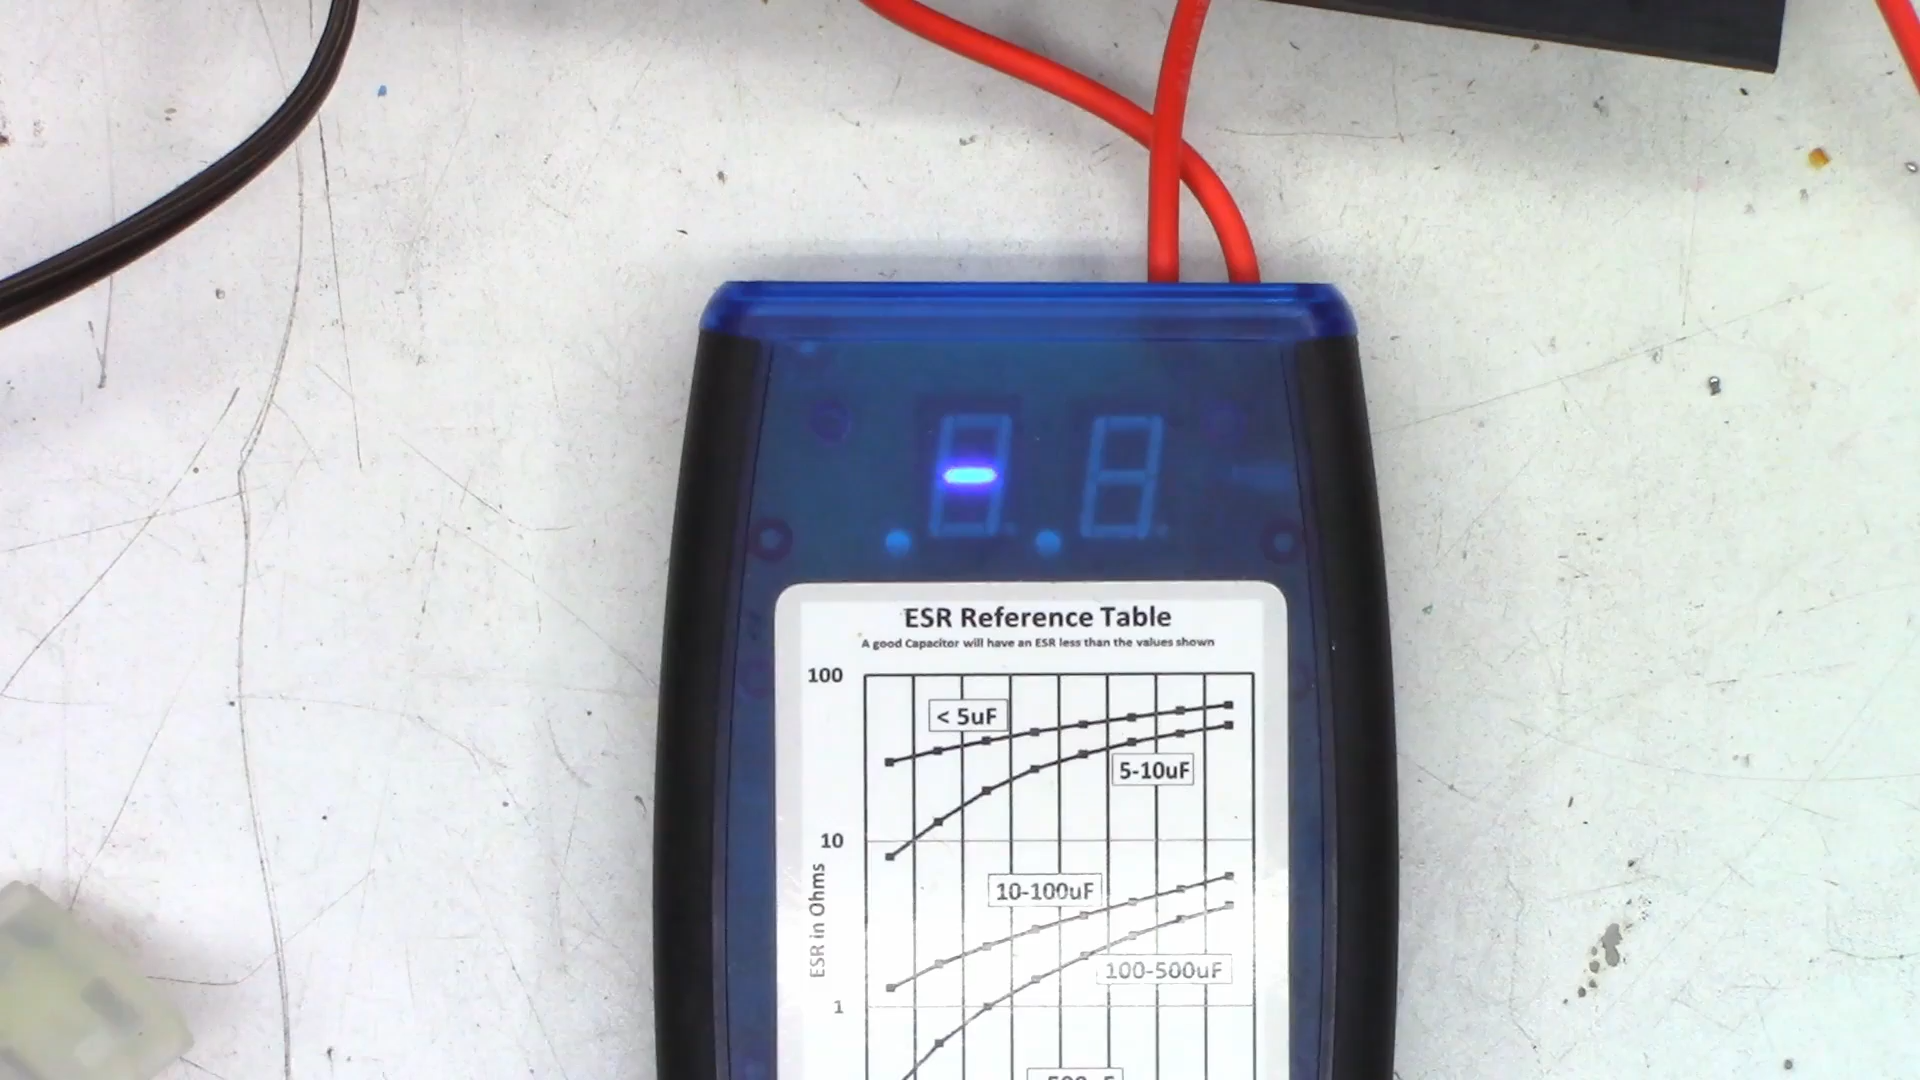 -
ESR Reference Table
A good Capacitor will have an ESR less than the values shown
100
< 5uF
5-10uF
10
10-100uF
ESR in Ohms
100-500uF
1